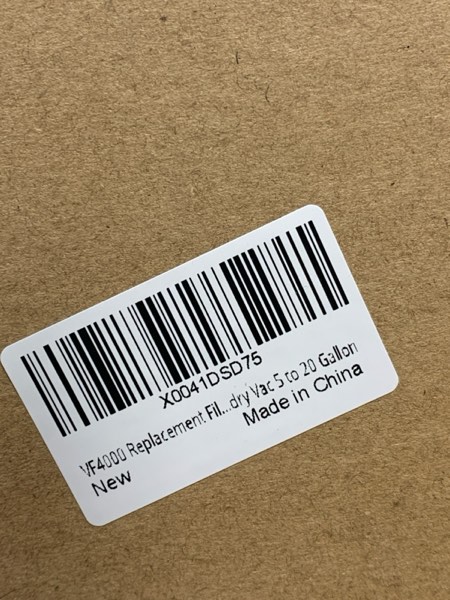 X0041DSD75
VF4000 Replacement Fil...dry Vac 5 to 20 Gallon
New Made in China